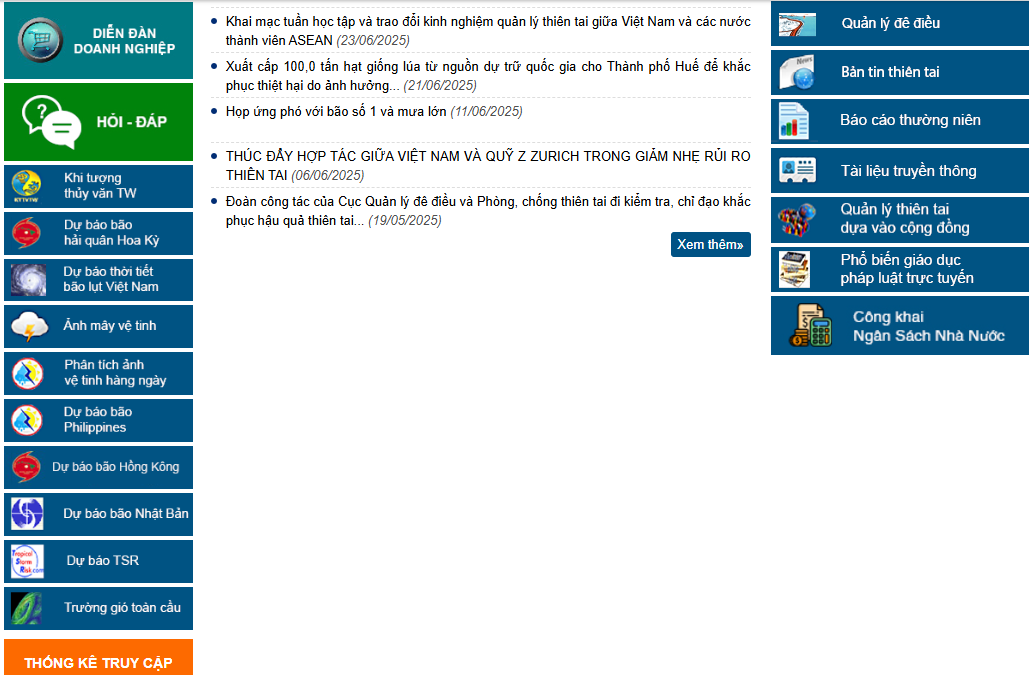 DIỄN ĐÀN
DOANH NGHIỆP
HỎI - ĐÁP
KTTVTW
Khí tượng
thủy văn TW
Dự báo bão
hải quân Hoa Kỳ
Dự báo thời tiết
bão lụt Việt Nam
Ảnh mây vệ tinh
Phân tích ảnh
vệ tinh hàng ngày
Dự báo bão
Philippines
Dự báo bão Hồng Kông
Dự báo bão Nhật Bản
Tropical
Storm
Risk.com
Dự báo TSR
Trường gió toàn cầu
THỐNG KÊ TRUY CẬP
Khai mạc tuần học tập và trao đổi kinh nghiệm quản lý thiên tai giữa Việt Nam và các nước
thành viên ASEAN (23/06/2025)
Xuất cấp 100,0 tấn hạt giống lúa từ nguồn dự trữ quốc gia cho Thành phố Huế để khắc
phục thiệt hại do ảnh hưởng... (21/06/2025)
Họp ứng phó với bão số 1 và mưa lớn (11/06/2025)
THÚC ĐẨY HỢP TÁC GIỮA VIỆT NAM VÀ QUỸ Z ZURICH TRONG GIẢM NHẸ RỦI RO
THIÊN TAI (06/06/2025)
Đoàn công tác của Cục Quản lý đê điều và Phòng, chống thiên tai đi kiểm tra, chỉ đạo khắc
phục hậu quả thiên tai... (19/05/2025)
Xem thêm»
Quản lý đê điều
News
Bản tin thiên tai
Báo cáo thường niên
Tài liệu truyền thông
Quản lý thiên tai
dựa vào cộng đồng
Phổ biến giáo dục
pháp luật trực tuyến
Công khai
Ngân Sách Nhà Nước